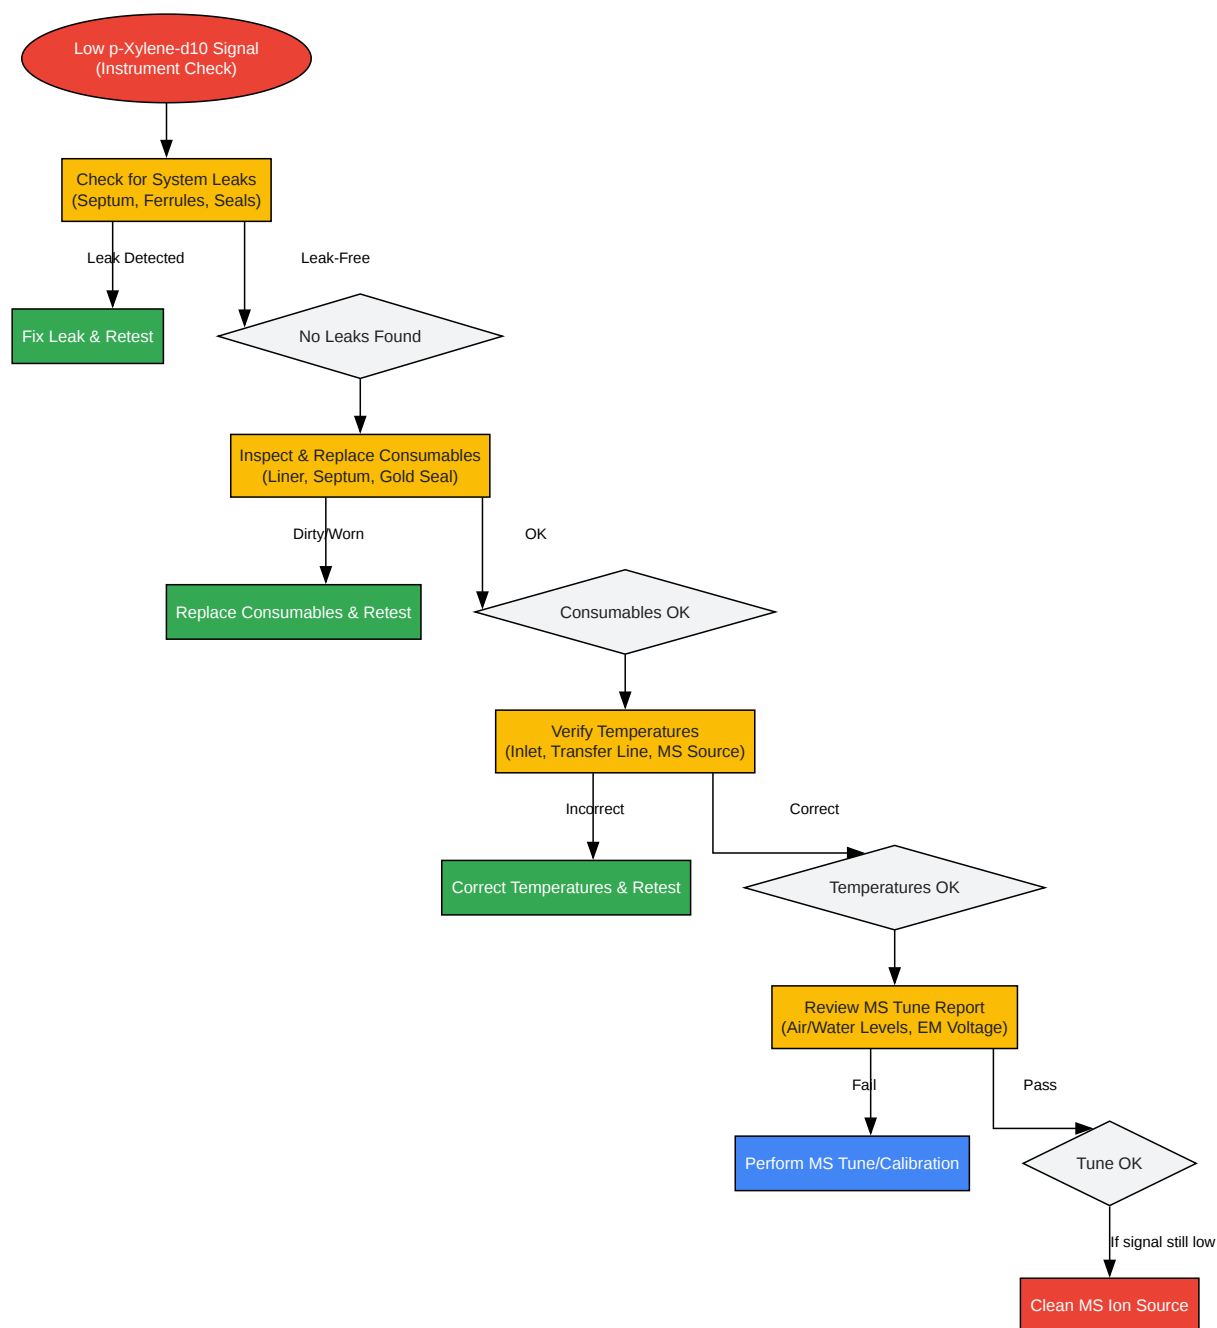 Low p-Xylene-d10 Signal
(Instrument Check)
Check for System Leaks
(Septum, Ferrules, Seals)
Leak Detected
Leak-Free
Fix Leak & Retest
No Leaks Found
Inspect & Replace Consumables
(Liner, Septum, Gold Seal)
Dirty/Worn
OK
Replace Consumables & Retest
Consumables OK
Verify Temperatures
(Inlet, Transfer Line, MS Source)
Incorrect
Correct
Correct Temperatures & Retest
Temperatures OK
Review MS Tune Report
(Air/Water Levels, EM Voltage)
Fail
Pass
Perform MS Tune/Calibration
Tune OK
If signal still low
Clean MS Ion Source